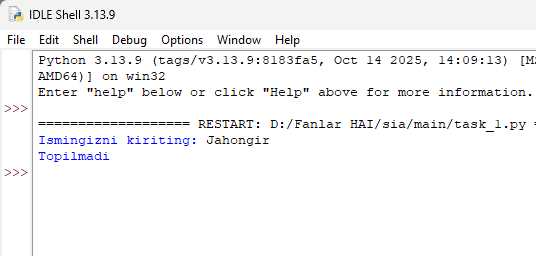 IDLE Shell 3.13.9
File Edit Shell Debug Options Window Help
Python 3.13.9 (tags/v3.13.9:8183fa5, Oct 14 2025, 14:09:13) [M
AMD64)] on win32
Enter "help" below or click "Help" above for more information.
>>>
=================== RESTART: D:/Fanlar HAI/sia/main/task_1.py =
Ismingizni kiriting: Jahongir
Topilmadi
>>>